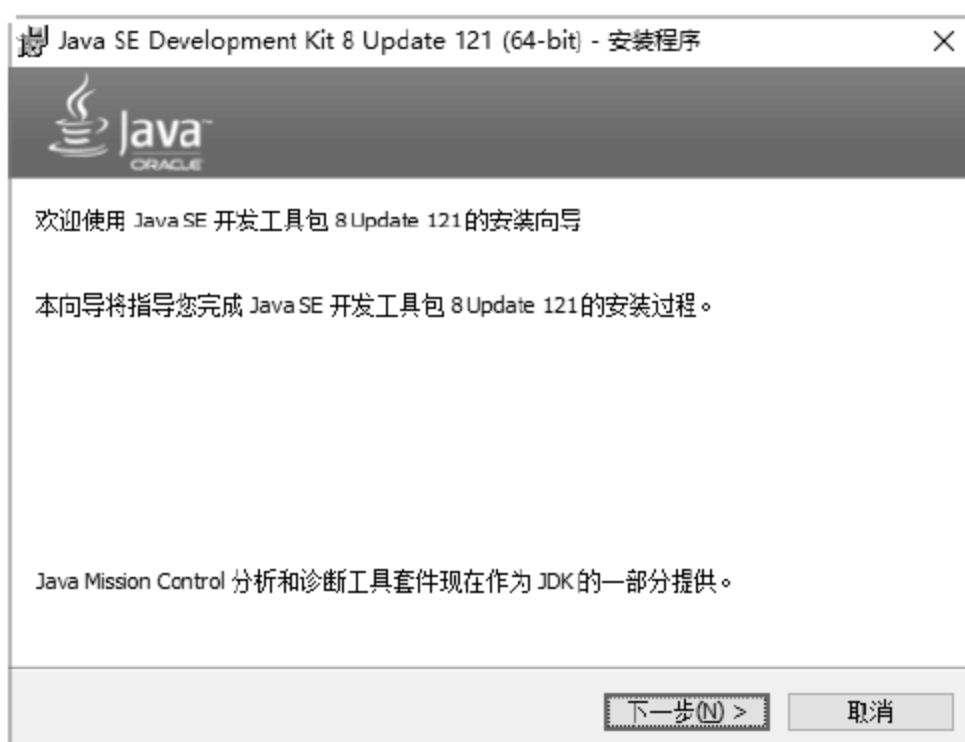 Java SE Development Kit 8 Update 121 (64-bit) - 安装程序
Java™
ORACLE
欢迎使用 Java SE 开发工具包 8 Update 121 的安装向导
本向导将指导您完成 Java SE 开发工具包 8 Update 121 的安装过程。
Java Mission Control 分析和诊断工具套件现在作为 JDK 的一部分提供。
下一步(N) >
取消